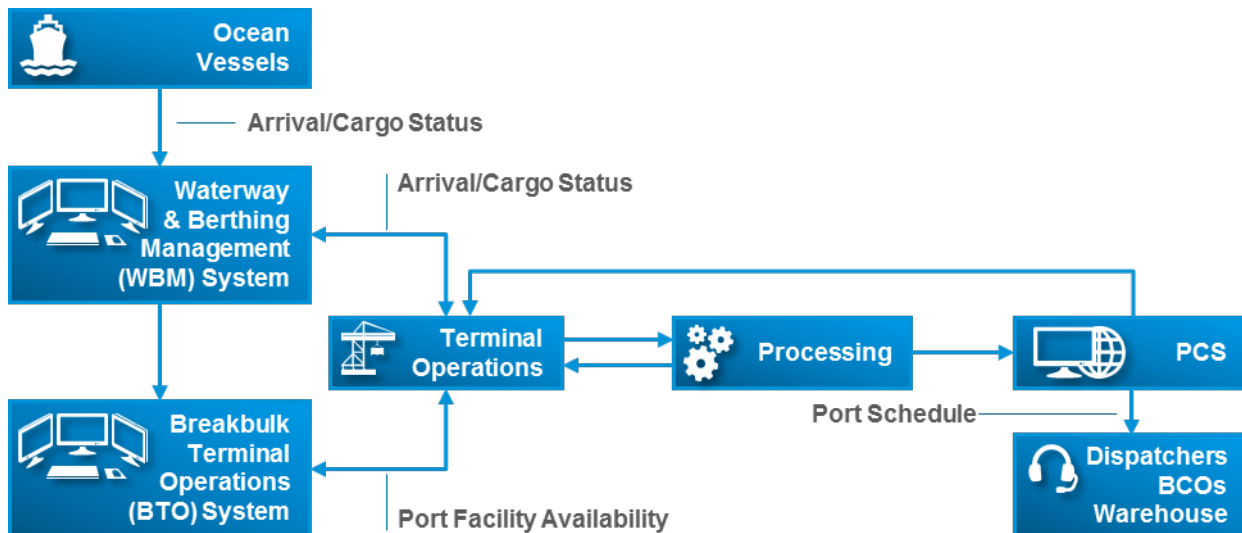 Ocean
Vessels
Arrival/Cargo Status
Waterway
& Berthing
Management
(WBM) System
Arrival/Cargo Status
Terminal
Operations
Processing
PCS
Port Schedule
Breakbulk
Terminal
Operations
(BTO) System
Port Facility Availability
Dispatchers
BCOs
Warehouse